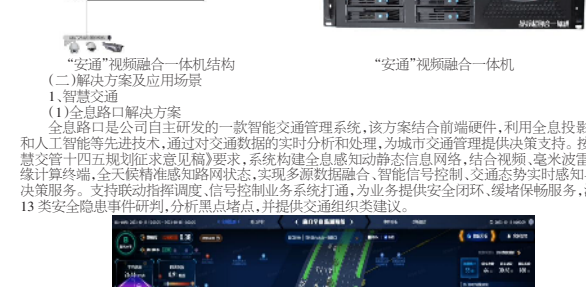 “安通”视频融合一体机结构 “安通”视频融合一体机
（二）解决方案及应用场景
1、智慧交通
（1）全息路口解决方案
全息路口是公司自主研发的一款智能交通管理系统，该方案结合前端硬件，利用全息投影
和人工智能等先进技术，通过对交通数据的实时分析和处理，为城市交通管理提供决策支持。按
慧交管十四五规划征求意见稿》要求，系统构建全息感知动静态信息网络，结合视频、毫米波雷
缘计算终端，全天候精准感知路网状态，实现多源数据融合、智能信号控制、交通态势实时感知、
决策服务。支持联动指挥调度、信号控制业务系统打通，为业务提供安全闭环、缓堵保畅服务，
13 类安全隐患事件研判，分析黑点堵点，并提供交通组织类建议。